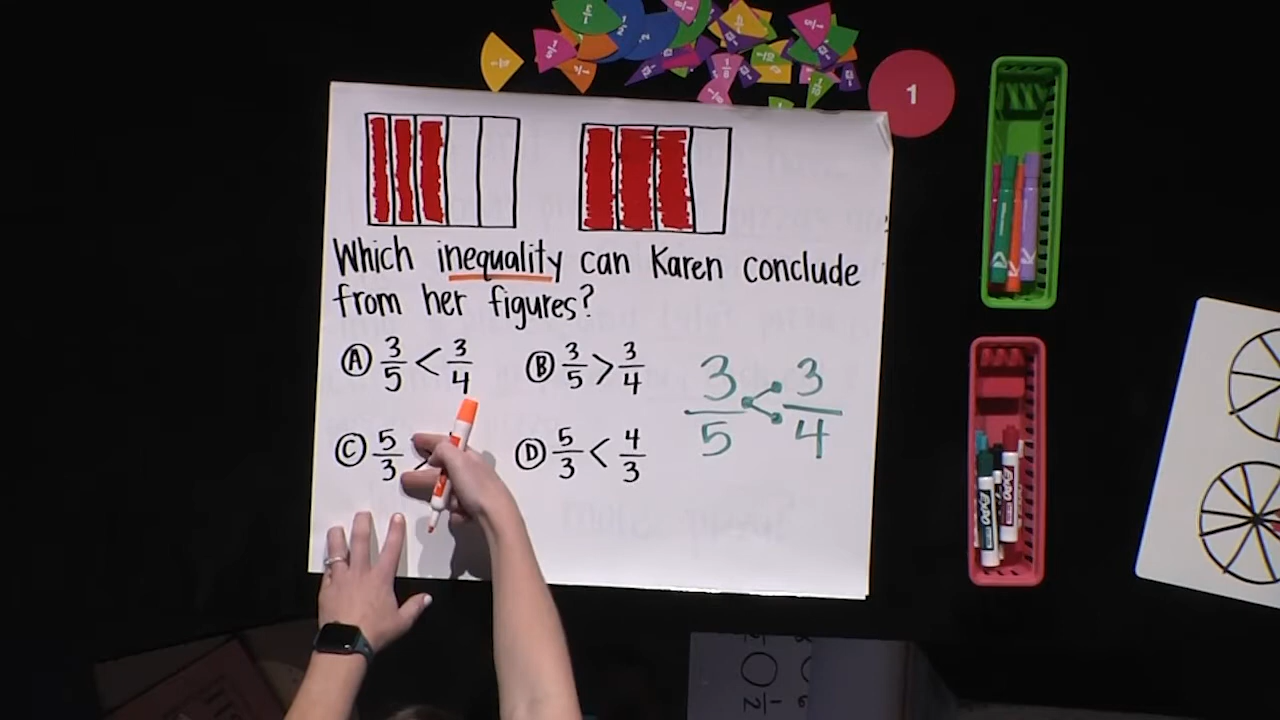 1
Which inequality can Karen conclude
from her figures?
Ⓐ 3/5 < 3/4 Ⓑ 3/5 > 3/4
3/5 < 3/4
Ⓒ 5/3 Ⓓ 5/3 < 4/3
EXPO
EXPO